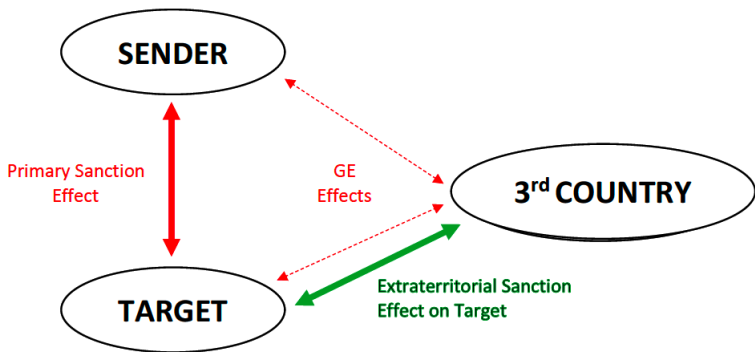 SENDER
Primary Sanction
Effect
GE
Effects
3rd COUNTRY
TARGET
Extraterritorial Sanction
Effect on Target